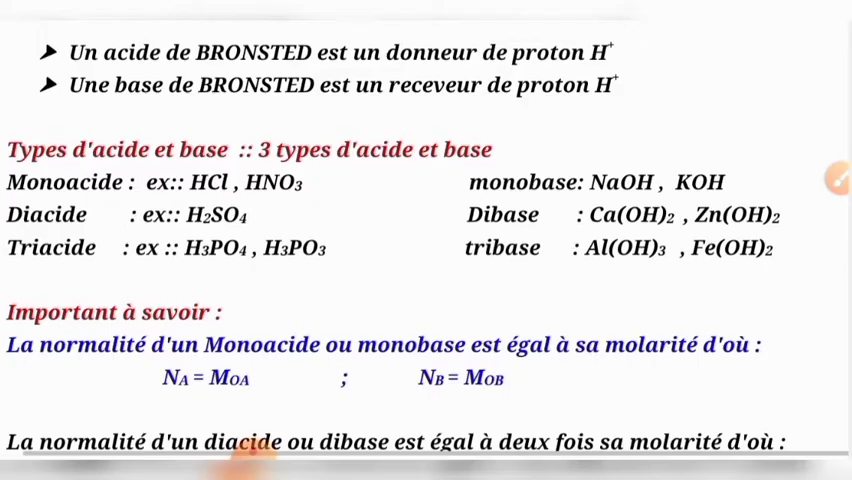 ➤ Un acide de BRONSTED est un donneur de proton H⁺
➤ Une base de BRONSTED est un receveur de proton H⁺
Types d'acide et base :: 3 types d'acide et base
Monoacide : ex:: HCl , HNO₃ monobase: NaOH , KOH
Diacide : ex:: H₂SO₄ Dibase : Ca(OH)₂ , Zn(OH)₂
Triacide : ex :: H₃PO₄ , H₃PO₃ tribase : Al(OH)₃ , Fe(OH)₂
Important à savoir :
La normalité d'un Monoacide ou monobase est égal à sa molarité d'où :
NA = MOA ; NB = MOB
La normalité d'un diacide ou dibase est égal à deux fois sa molarité d'où :